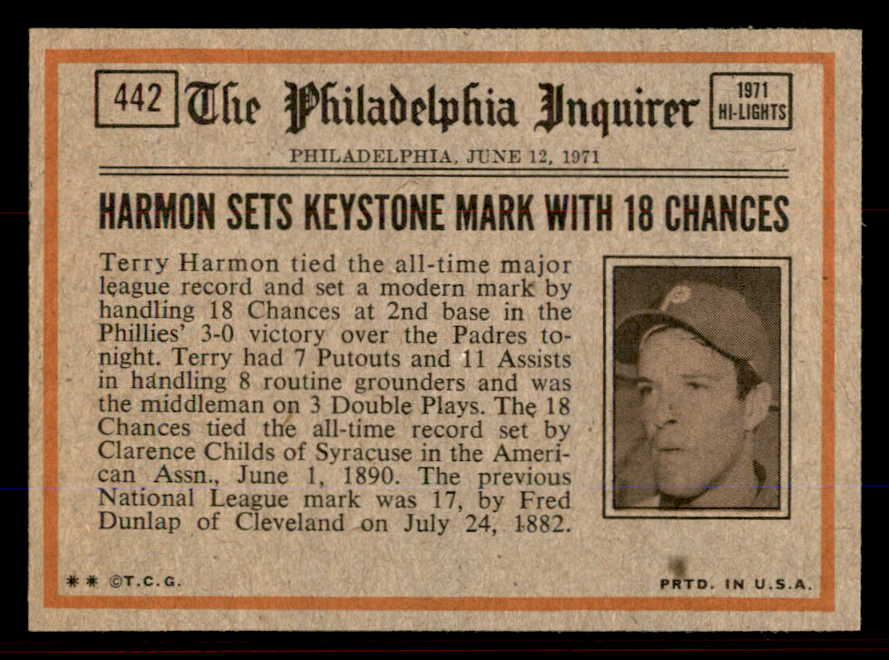 442
The Philadelphia Inquirer
1971
HI-LIGHTS
PHILADELPHIA, JUNE 12, 1971
HARMON SETS KEYSTONE MARK WITH 18 CHANCES
Terry Harmon tied the all-time major
league record and set a modern mark by
handling 18 Chances at 2nd base in the
Phillies' 3-0 victory over the Padres to-
night. Terry had 7 Putouts and 11 Assists
in handling 8 routine grounders and was
the middleman on 3 Double Plays. The 18
Chances tied the all-time record set by
Clarence Childs of Syracuse in the Ameri-
can Assn., June 1, 1890. The previous
National League mark was 17, by Fred
Dunlap of Cleveland on July 24, 1882.
P
** ©T.C.G.
PRTD. IN U.S.A.